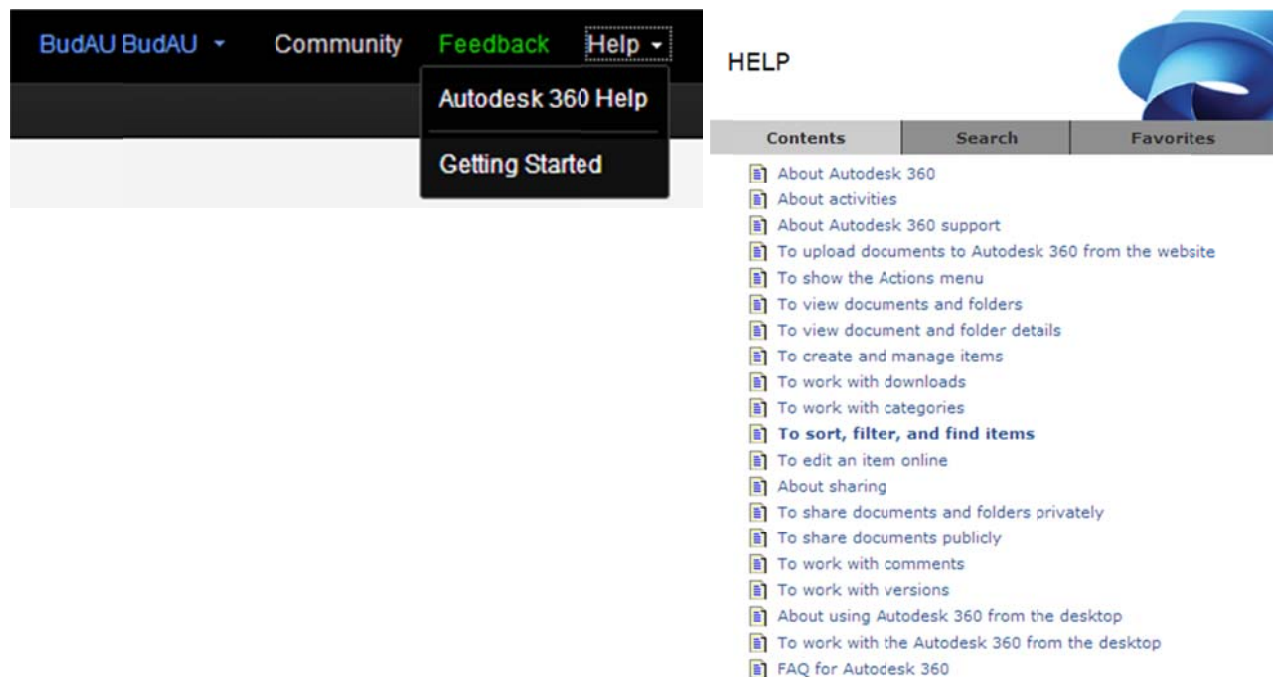 BudAU BudAU Community Feedback Help
Autodesk 360 Help
Getting Started
HELP
Contents Search Favorites
About Autodesk 360
About activities
About Autodesk 360 support
To upload documents to Autodesk 360 from the website
To show the Actions menu
To view documents and folders
To view document and folder details
To create and manage items
To work with downloads
To work with categories
To sort, filter, and find items
To edit an item online
About sharing
To share documents and folders privately
To share documents publicly
To work with comments
To work with versions
About using Autodesk 360 from the desktop
To work with the Autodesk 360 from the desktop
FAQ for Autodesk 360